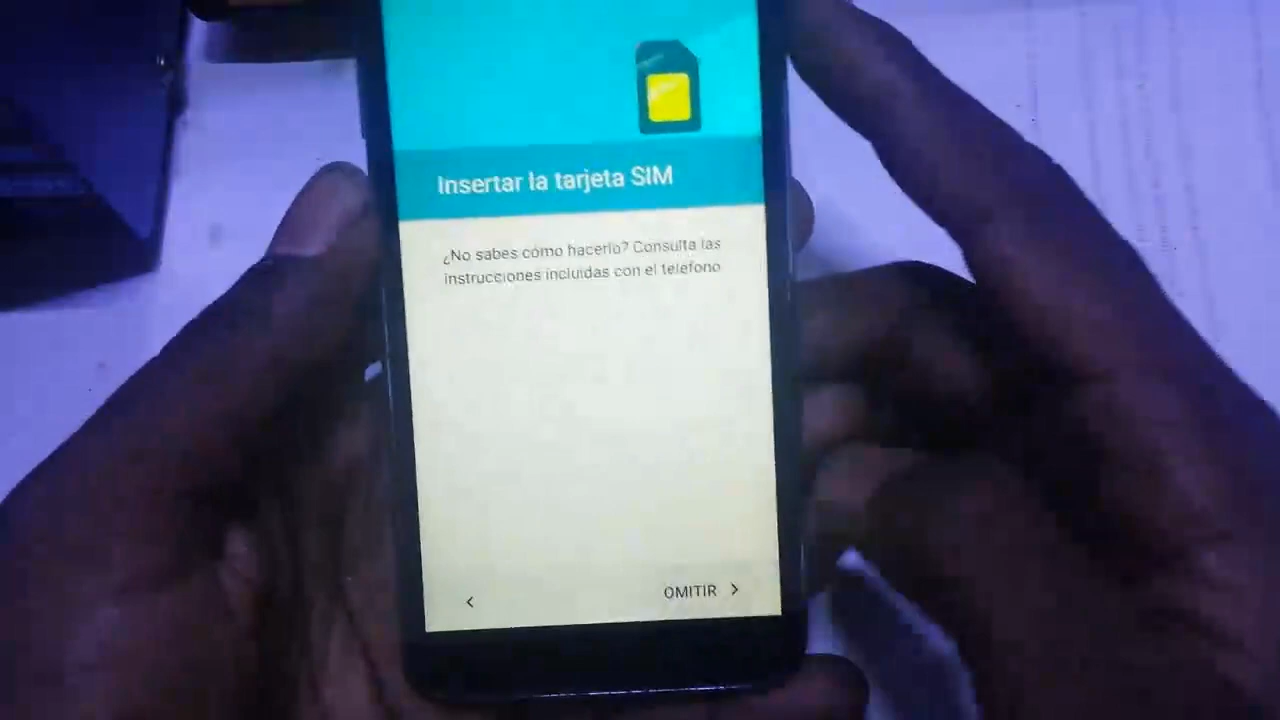 Insertar la tarjeta SIM
¿No sabes cómo hacerlo? Consulta las
instrucciones incluidas con el teléfono
OMITIR